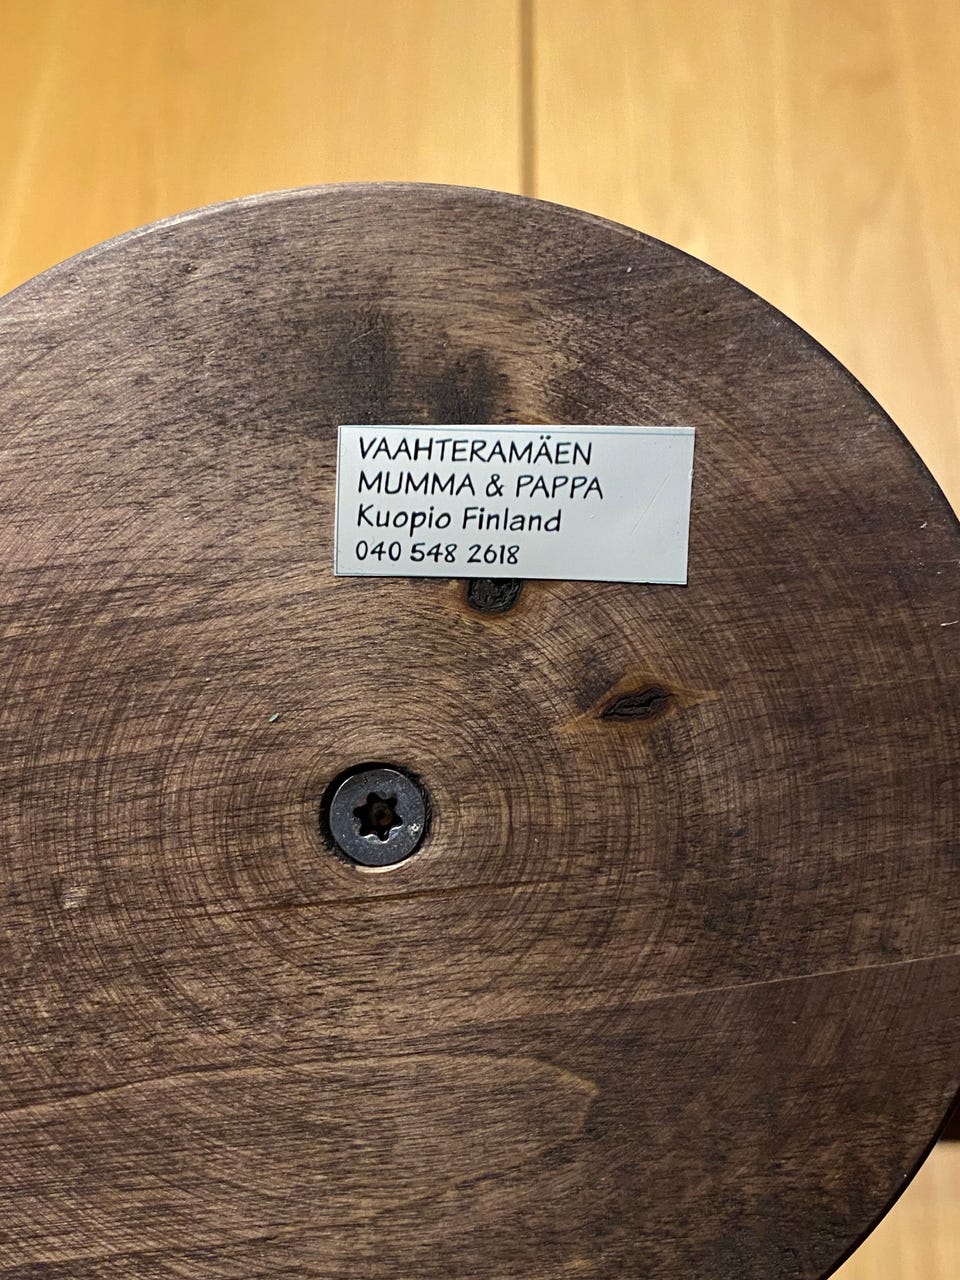 VAAHTERAMÄEN
MUMMA & PAPPA
Kuopio Finland
040 548 2618